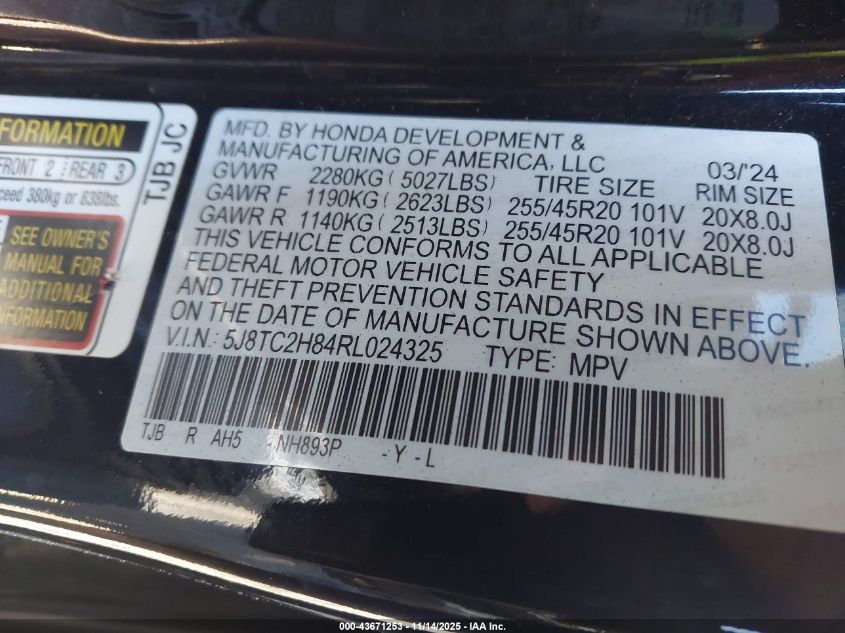 FORMATION
FRONT 2 REAR 3
ceed 380kg or 838lbs.
SEE OWNER'S
MANUAL FOR
ADDITIONAL
INFORMATION
TJB JC
MFD. BY HONDA DEVELOPMENT &
MANUFACTURING OF AMERICA, LLC 03/'24
GVWR 2280KG ( 5027LBS) TIRE SIZE RIM SIZE
GAWR F 1190KG ( 2623LBS) 255/45R20 101V 20X8.0J
GAWR R 1140KG ( 2513LBS) 255/45R20 101V 20X8.0J
THIS VEHICLE CONFORMS TO ALL APPLICABLE
FEDERAL MOTOR VEHICLE SAFETY
AND THEFT PREVENTION STANDARDS IN EFFECT
ON THE DATE OF MANUFACTURE SHOWN ABOVE.
V.I.N.: 5J8TC2H84RL024325 TYPE: MPV
TJB R AH5 - NH893P - Y - L
000-43671253 - 11/14/2025 - IAA Inc.